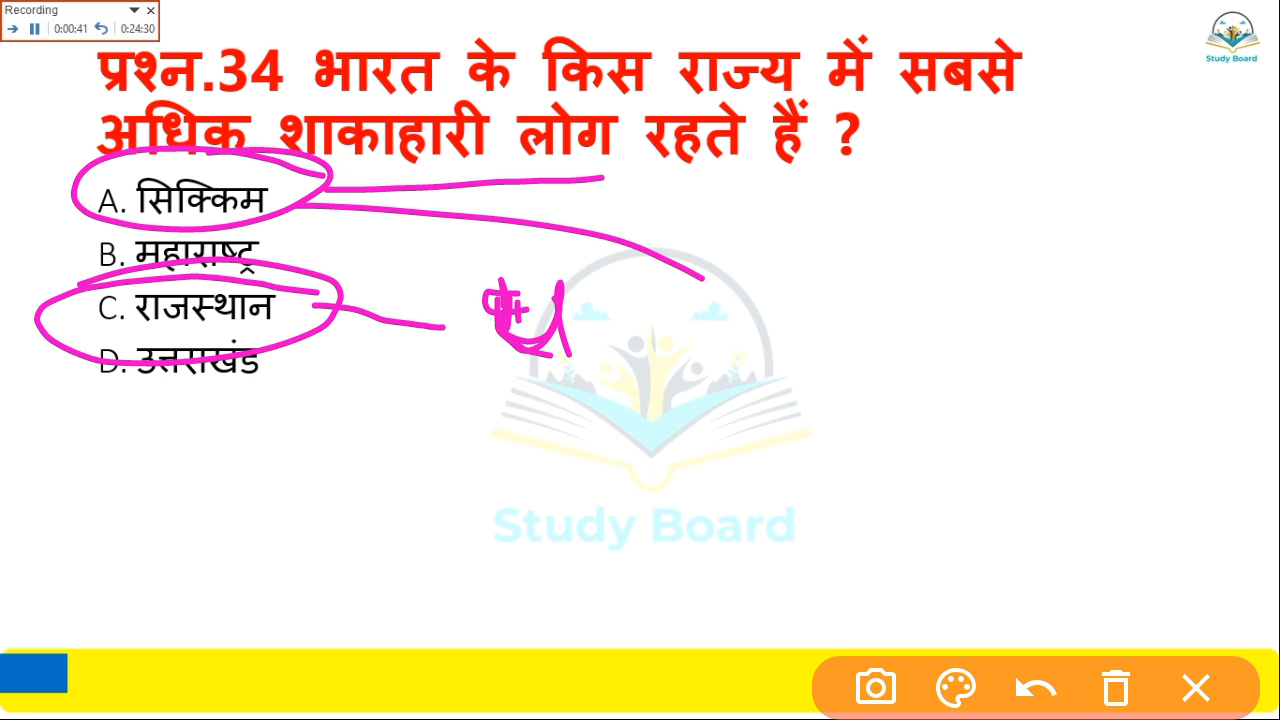 Recording
0:00:41 0:24:30
Study Board
प्रश्न.34 भारत के किस राज्य में सबसे
अधिक शाकाहारी लोग रहते हैं ?
A. सिक्किम
B. महाराष्ट्र
C. राजस्थान
D. उत्तराखंड
Study Board